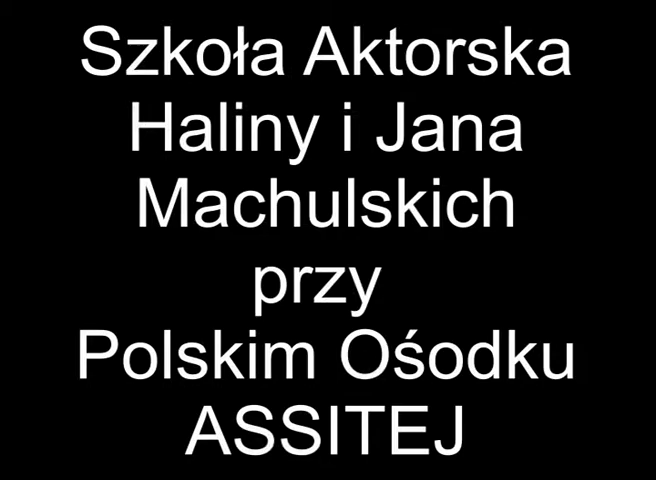 Szkoła Aktorska
Haliny i Jana
Machulskich
przy
Polskim Ośodku
ASSITEJ